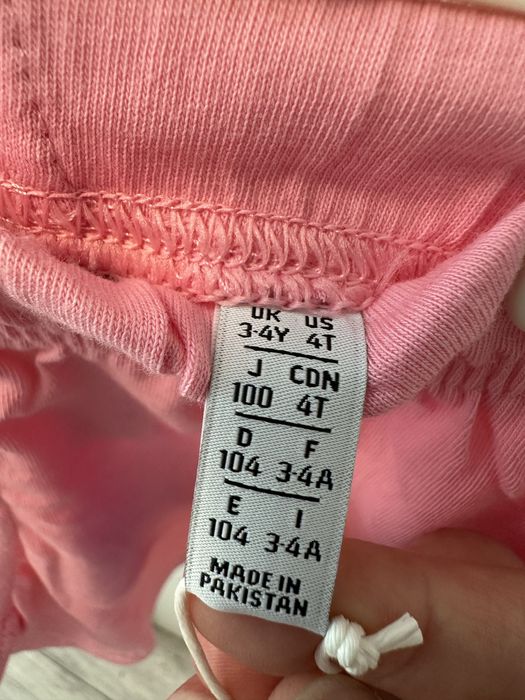 UK US
3-4Y 4T
J CDN
100 4T
D F
104 3-4A
E I
104 3-4A
MADE IN
PAKISTAN